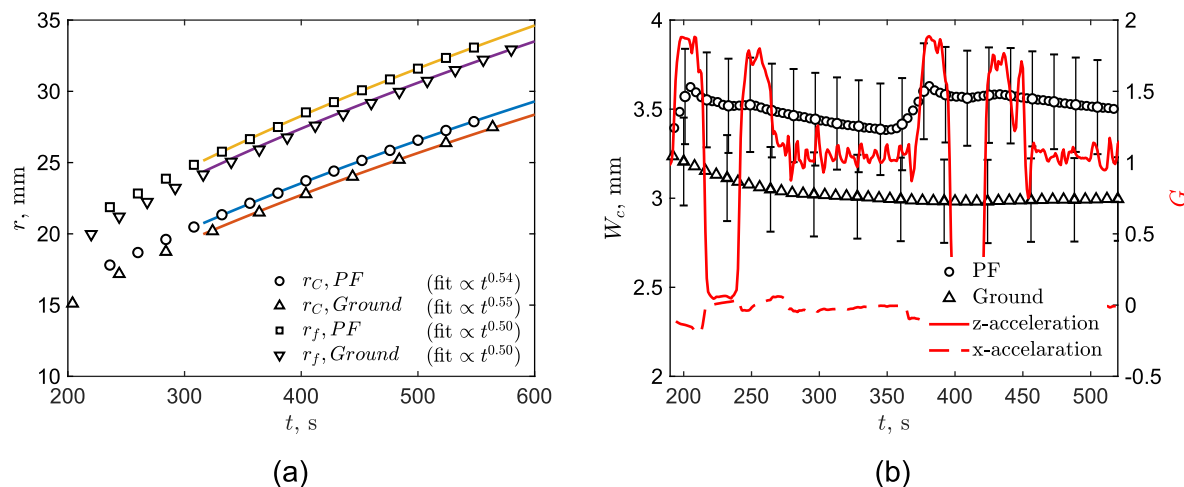 35
30
25
20
15
10
r, mm
200 300 400 500 600
t, s
r_C, PF (fit ∝ t^0.54)
r_C, Ground (fit ∝ t^0.55)
r_f, PF (fit ∝ t^0.50)
r_f, Ground (fit ∝ t^0.50)
(a)
4
3.5
3
2.5
2
W_c, mm
200 250 300 350 400 450 500
t, s
2
1.5
1
0.5
0
-0.5
G
PF
Ground
z-acceleration
x-accelaration
(b)